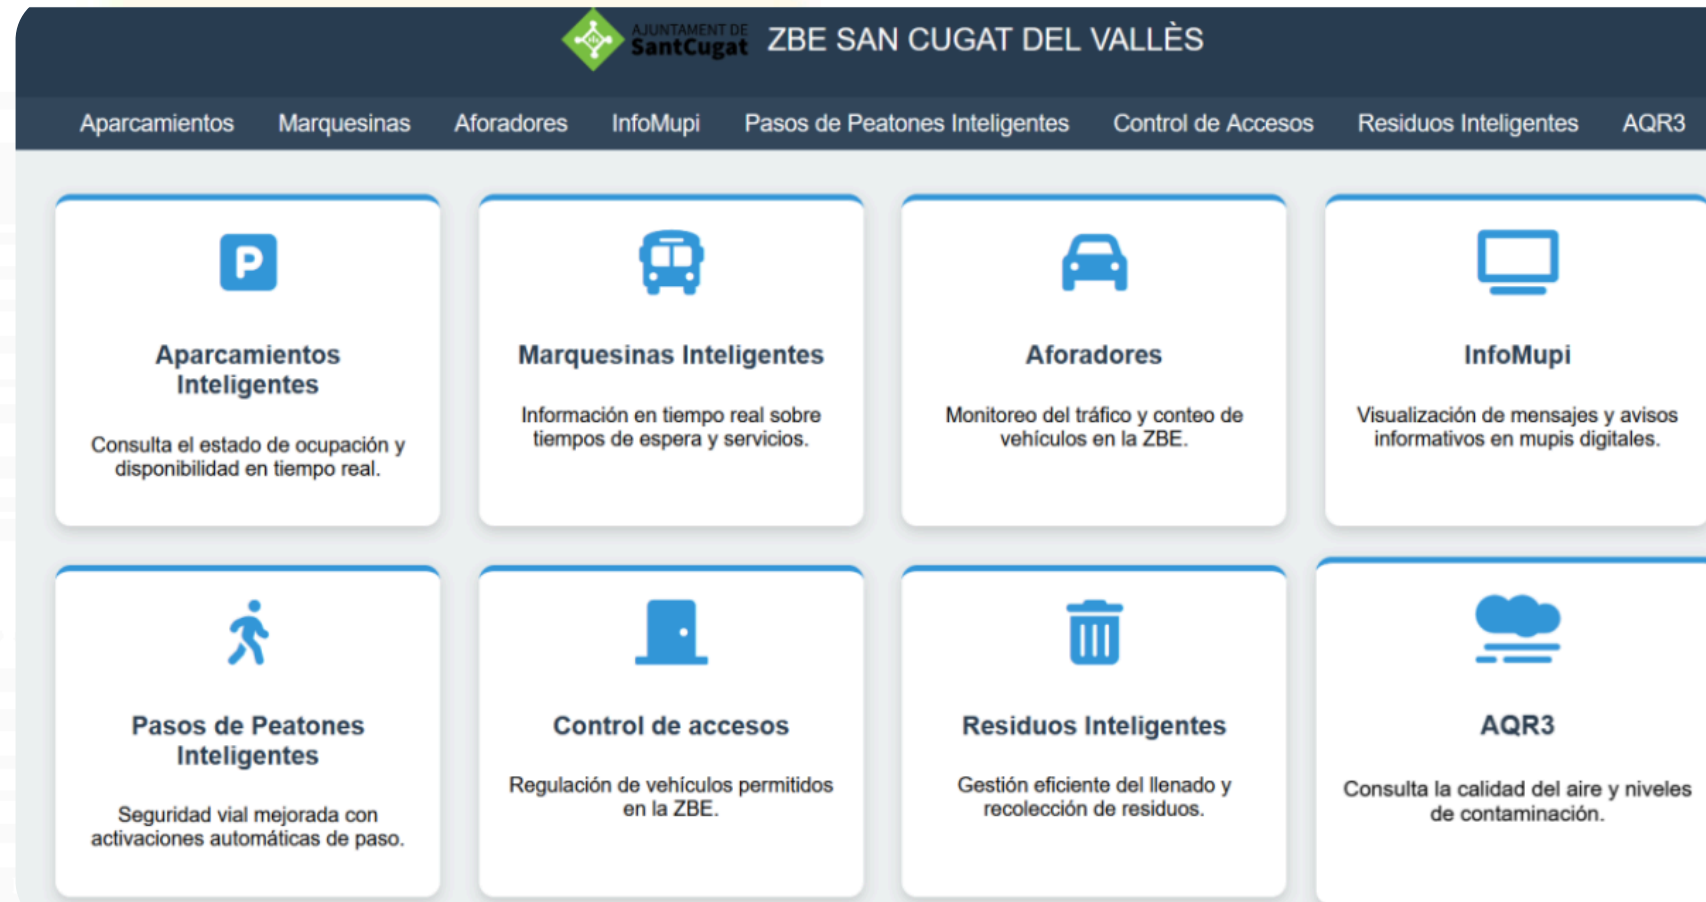 AJUNTAMENT DE
SantCugat
ZBE SAN CUGAT DEL VALLÈS
Aparcamientos Marquesinas Aforadores InfoMupi Pasos de Peatones Inteligentes Control de Accesos Residuos Inteligentes AQR3
P
Aparcamientos
Inteligentes
Consulta el estado de ocupación y
disponibilidad en tiempo real.
Marquesinas Inteligentes
Información en tiempo real sobre
tiempos de espera y servicios.
Aforadores
Monitoreo del tráfico y conteo de
vehículos en la ZBE.
InfoMupi
Visualización de mensajes y avisos
informativos en mupis digitales.
Pasos de Peatones
Inteligentes
Seguridad vial mejorada con
activaciones automáticas de paso.
Control de accesos
Regulación de vehículos permitidos
en la ZBE.
Residuos Inteligentes
Gestión eficiente del llenado y
recolección de residuos.
AQR3
Consulta la calidad del aire y niveles
de contaminación.